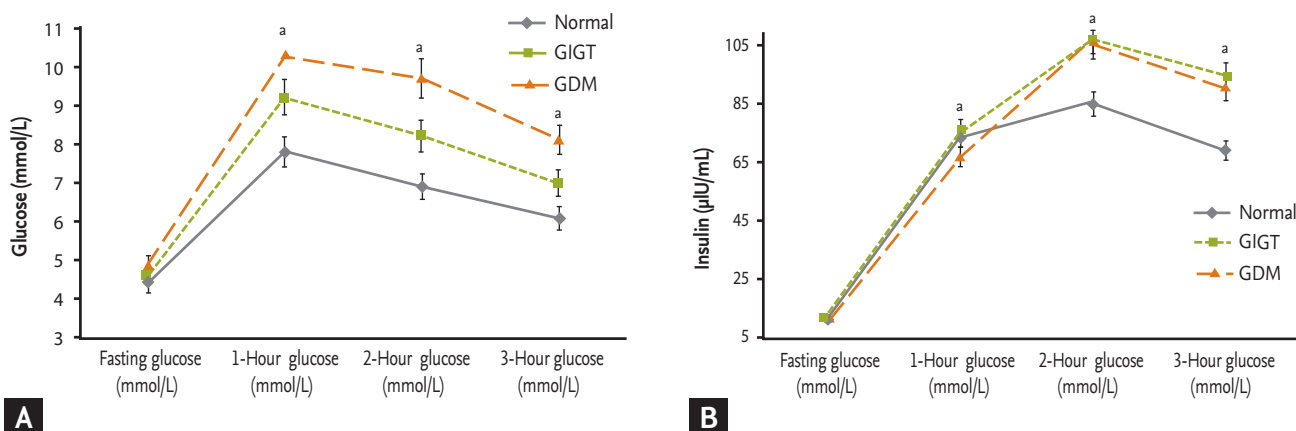 Glucose (mmol/L)
11
10
9
8
7
6
5
4
3
a
a
a
Normal
GIGT
GDM
Fasting glucose
(mmol/L)
1-Hour glucose
(mmol/L)
2-Hour glucose
(mmol/L)
3-Hour glucose
(mmol/L)
A
Insulin (µIU/mL)
105
85
65
45
25
5
a
a
a
Normal
GIGT
GDM
Fasting glucose
(mmol/L)
1-Hour glucose
(mmol/L)
2-Hour glucose
(mmol/L)
3-Hour glucose
(mmol/L)
B